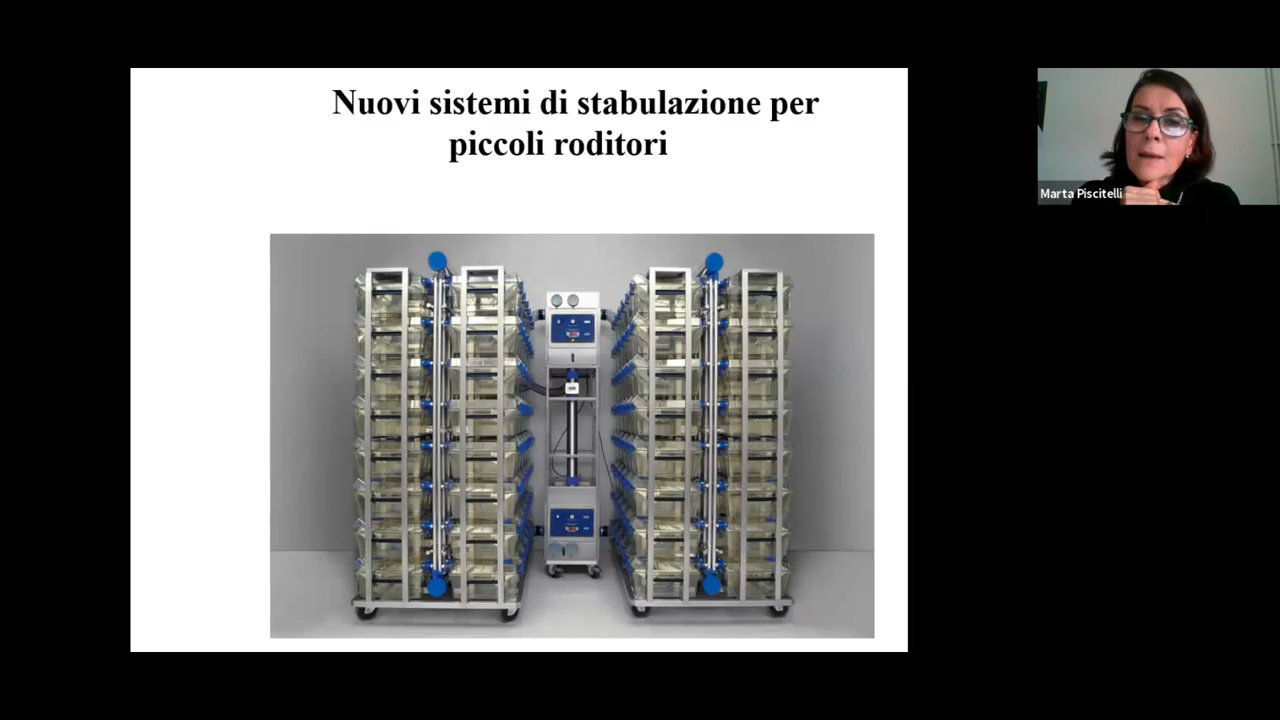 Nuovi sistemi di stabulazione per
piccoli roditori
Marta Piscitelli